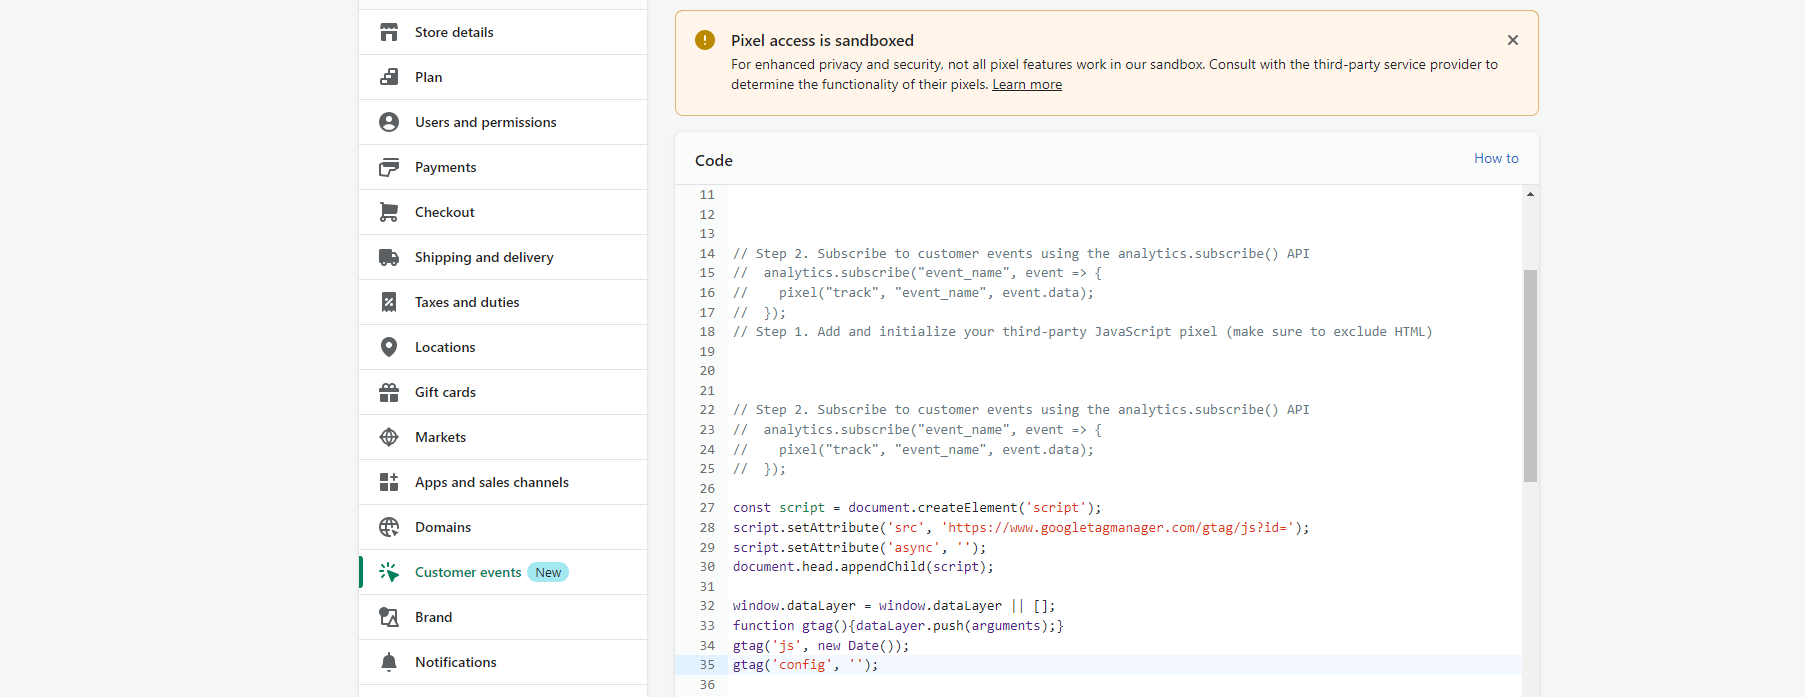 Store details
Plan
Users and permissions
Payments
Checkout
Shipping and delivery
Taxes and duties
Locations
Gift cards
Markets
Apps and sales channels
Domains
Customer events New
Brand
Notifications
Pixel access is sandboxed
For enhanced privacy and security, not all pixel features work in our sandbox. Consult with the third-party service provider to
determine the functionality of their pixels. Learn more
Code
How to
11
12
13
14 // Step 2. Subscribe to customer events using the analytics.subscribe() API
15 //  analytics.subscribe("event_name", event => {
16 //    pixel("track", "event_name", event.data);
17 //  });
18 // Step 1. Add and initialize your third-party JavaScript pixel (make sure to exclude HTML)
19
20
21
22 // Step 2. Subscribe to customer events using the analytics.subscribe() API
23 //  analytics.subscribe("event_name", event => {
24 //    pixel("track", "event_name", event.data);
25 //  });
26
27 const script = document.createElement('script');
28 script.setAttribute('src', 'https://www.googletagmanager.com/gtag/js?id=');
29 script.setAttribute('async', '');
30 document.head.appendChild(script);
31
32 window.dataLayer = window.dataLayer || [];
33 function gtag(){dataLayer.push(arguments);}
34 gtag('js', new Date());
35 gtag('config', '');
36